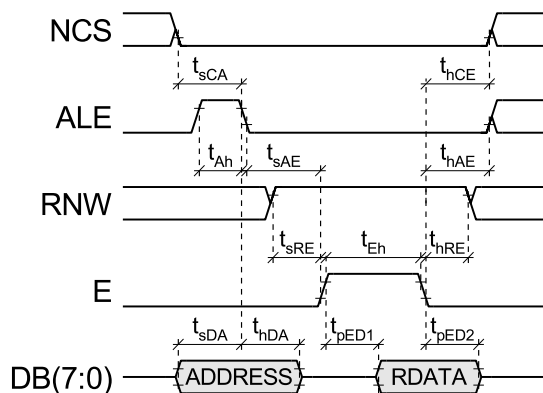 NCS
tsCA thCE
ALE
tAh tsAE thAE
RNW
tsRE tEh thRE
E
tsDA thDA tpED1 tpED2
DB(7:0) ADDRESS RDATA